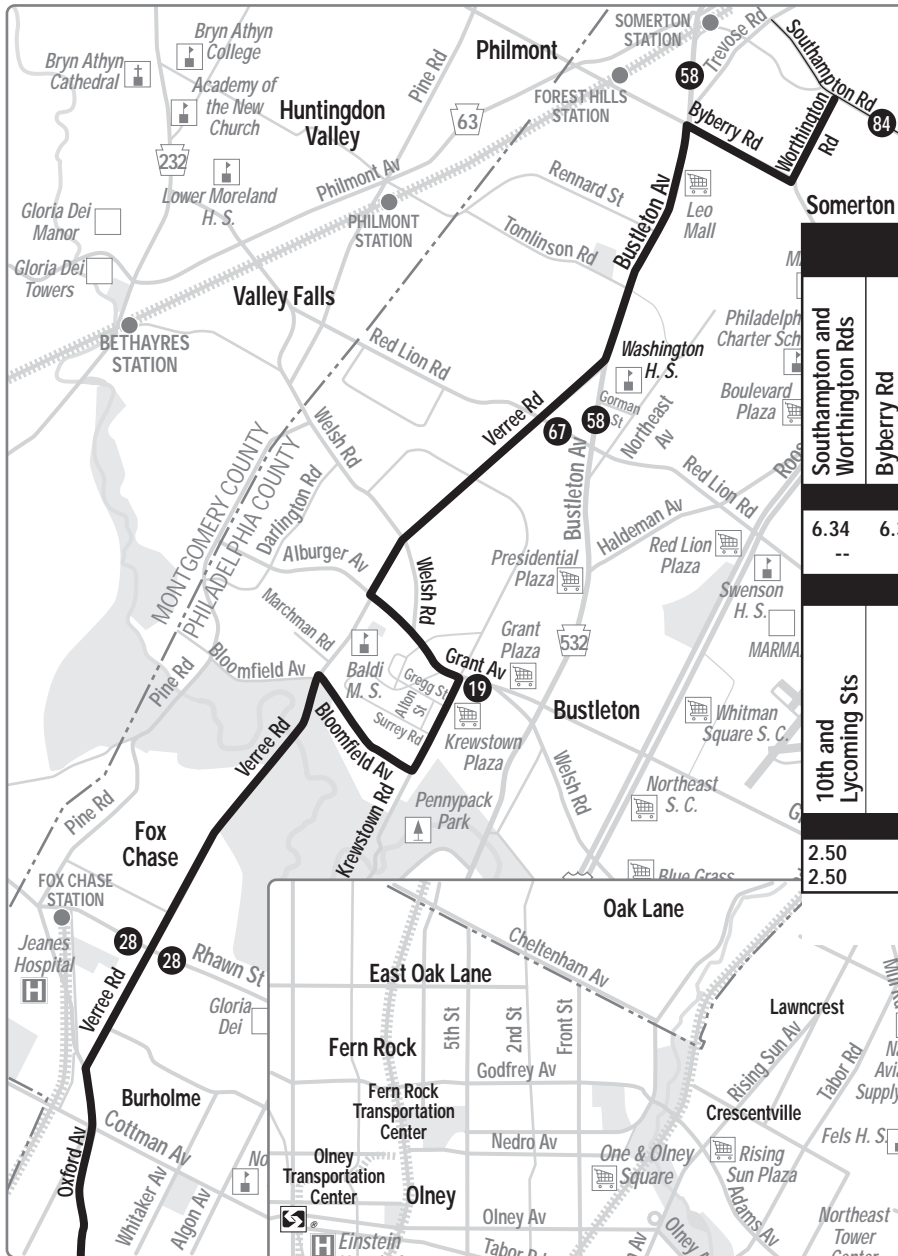 SOMERTON
STATION
Trevose Rd
Southampton Rd
Bryn Athyn
College
Bryn Athyn
Cathedral
Philmont
58
FOREST HILLS
STATION
Academy of
the New
Church
Huntingdon
Valley
Pine Rd
63
Byberry Rd
Worthington
Rd
84
232
Lower Moreland
H. S.
Philmont Av
PHILMONT
STATION
Rennard St
Bustleton Av
Leo
Mall
Somerton
Gloria Dei
Manor
Tomlinson Rd
Gloria Dei
Towers
Valley Falls
BETHAYRES
STATION
Red Lion Rd
Washington
H. S.
Charter
Boulevard
Plaza
Southampton and
Worthington Rds
Byberry Rd
Verree Rd
67
58
Gorman
St
Northeast
Av
Welsh Rd
Bustleton Av
Red Lion Rd
MONTGOMERY COUNTY
PHILADELPHIA COUNTY
Darlington Rd
Haldeman Av
Red Lion
Plaza
6.34
--
Alburger Av
Welsh Rd
Presidential
Plaza
Swenson
H. S.
Marchman Rd
532
Grant
Plaza
Bloomfield Av
Pine Rd
Baldi
M. S.
Grant Av
19
Gregg St
Alton
St
Surrey Rd
Krewstown
Plaza
Bustleton
Whitman
Square S. C.
10th and
Lycoming Sts
Verree Rd
Bloomfield Av
Krewstown Rd
Pennypack
Park
Welsh Rd
Northeast
S. C.
Pine Rd
Fox
Chase
2.50
2.50
Blue Grass
FOX CHASE
STATION
Oak Lane
Cheltenham Av
Jeanes
Hospital
H
28
28
Rhawn St
Verree Rd
Gloria
Dei
East Oak Lane
5th St
2nd St
Front St
Lawncrest
Fern Rock
Godfrey Av
Rising Sun Av
Tabor Rd
Fern Rock
Transportation
Center
Burholme
Cottman Av
Crescentville
Supply
Nedro Av
Fels H. S.
Olney
Transportation
Center
One & Olney
Square
Rising
Sun Plaza
Oxford Av
Whitaker Av
Algon Av
Olney
Adams Av
Olney Av
Northeast
Tower
Center
H
Einstein
Tabor Rd
Olney